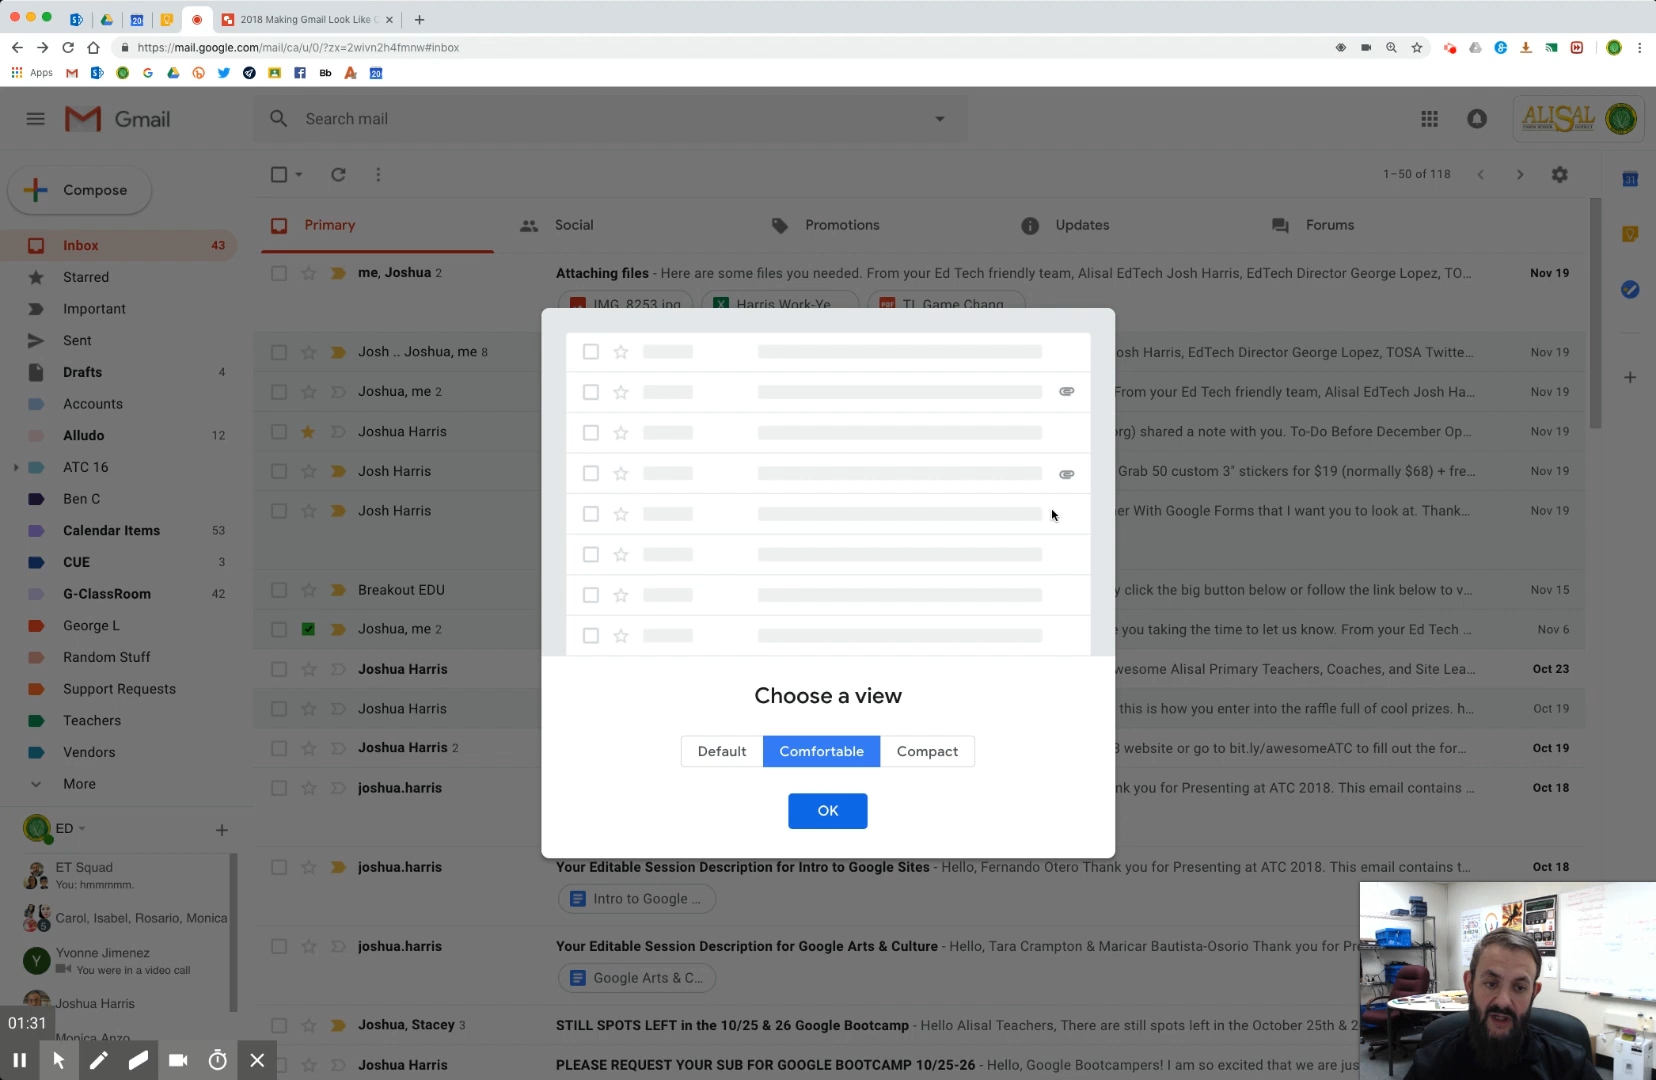 2018 Making Gmail Look Like
https://mail.google.com/mail/ca/u/0/?zx=2wivn2h4fmnw#inbox
Apps
Bb
20
Gmail
Search mail
ALISAL
Compose
1–50 of 118
31
Primary
Social
Promotions
Updates
Forums
Inbox 43
Starred
Important
Sent
Drafts 4
Accounts
Alludo 12
ATC 16
Ben C
Calendar Items 53
CUE 3
G-ClassRoom 42
George L
Random Stuff
Support Requests
Teachers
Vendors
More
ED
ET Squad
You: hmmmmm.
Carol, Isabel, Rosario, Monica
Yvonne Jimenez
Y
You were in a video call
Joshua Harris
Monica Anzo
01:31
me, Joshua 2 Attaching files - Here are some files you needed. From your Ed Tech friendly team, Alisal EdTech Josh Harris, EdTech Director George Lopez, TO... Nov 19
IMG_8253.jpg Harris Work-Ye... PDF TL Game Chang...
Josh .. Joshua, me 8 osh Harris, EdTech Director George Lopez, TOSA Twitte... Nov 19
Joshua, me 2 From your Ed Tech friendly team, Alisal EdTech Josh Ha... Nov 19
Joshua Harris org) shared a note with you. To-Do Before December Op... Nov 19
Josh Harris Grab 50 custom 3" stickers for $19 (normally $68) + fre... Nov 19
Josh Harris er With Google Forms that I want you to look at. Thank... Nov 19
Breakout EDU y click the big button below or follow the link below to v... Nov 15
Joshua, me 2 you taking the time to let us know. From your Ed Tech ... Nov 6
Joshua Harris wesome Alisal Primary Teachers, Coaches, and Site Lea... Oct 23
Joshua Harris this is how you enter into the raffle full of cool prizes. h... Oct 19
Joshua Harris 2 8 website or go to bit.ly/awesomeATC to fill out the for... Oct 19
joshua.harris nk you for Presenting at ATC 2018. This email contains ... Oct 18
Choose a view
Default Comfortable Compact
OK
joshua.harris Your Editable Session Description for Intro to Google Sites - Hello, Fernando Otero Thank you for Presenting at ATC 2018. This email contains t... Oct 18
Intro to Google ...
joshua.harris Your Editable Session Description for Google Arts & Culture - Hello, Tara Crampton & Maricar Bautista-Osorio Thank you for Pre
Google Arts & C...
Joshua, Stacey 3 STILL SPOTS LEFT in the 10/25 & 26 Google Bootcamp - Hello Alisal Teachers, There are still spots left in the October 25th & 2
Joshua Harris PLEASE REQUEST YOUR SUB FOR GOOGLE BOOTCAMP 10/25-26 - Hello, Google Bootcampers! I am so excited that we are jus